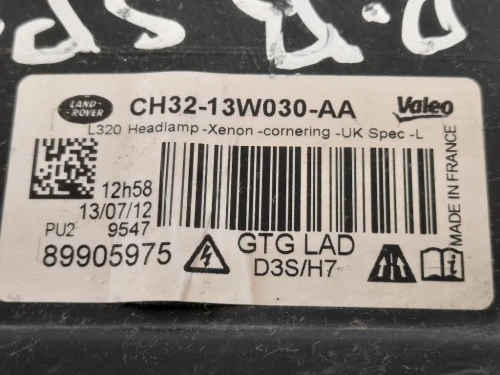 LAND-
ROVER
CH32-13W030-AA
Valeo
L320 Headlamp -Xenon -cornering -UK Spec -L
12h58
13/07/12
PU2 9547
89905975
GTG LAD
D3S/H7
MADE IN FRANCE